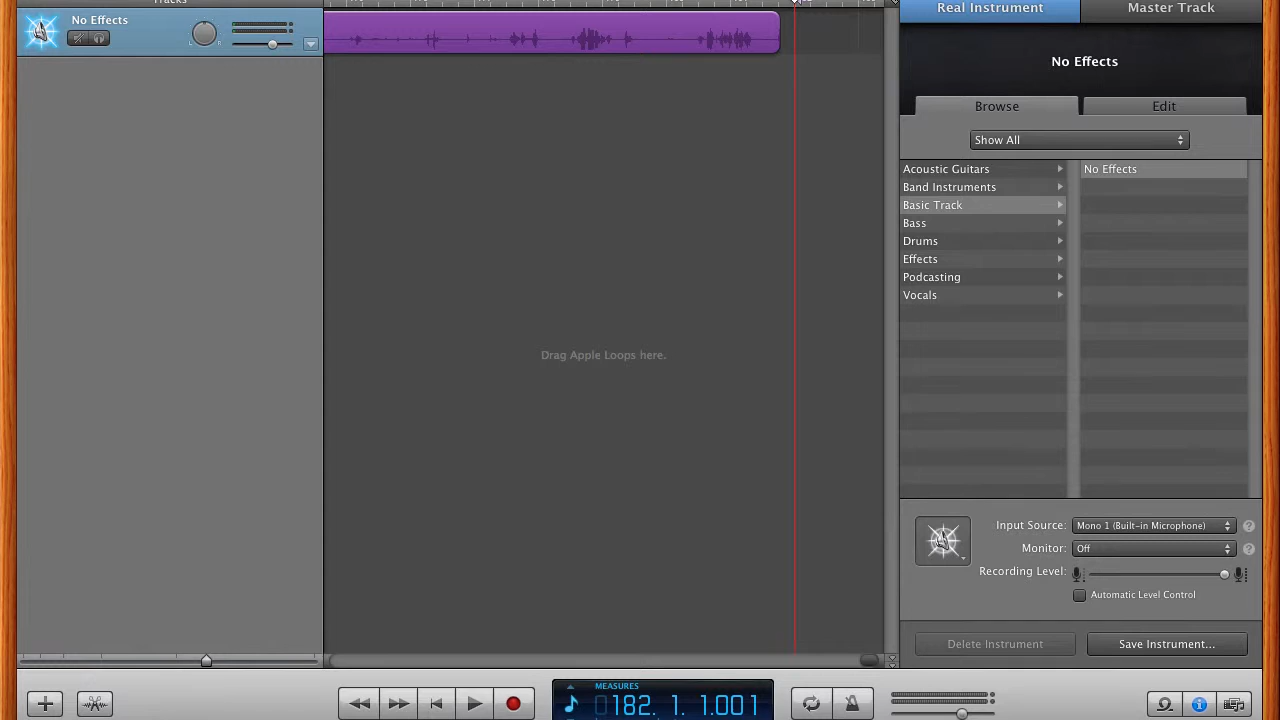 Tracks
No Effects
L R
Drag Apple Loops here.
Real Instrument
Master Track
No Effects
Browse
Edit
Show All
Acoustic Guitars
Band Instruments
Basic Track
Bass
Drums
Effects
Podcasting
Vocals
No Effects
Input Source: Mono 1 (Built-in Microphone) ?
Monitor: Off ?
Recording Level:
Automatic Level Control
Delete Instrument
Save Instrument...
MEASURES
182. 1. 1.001